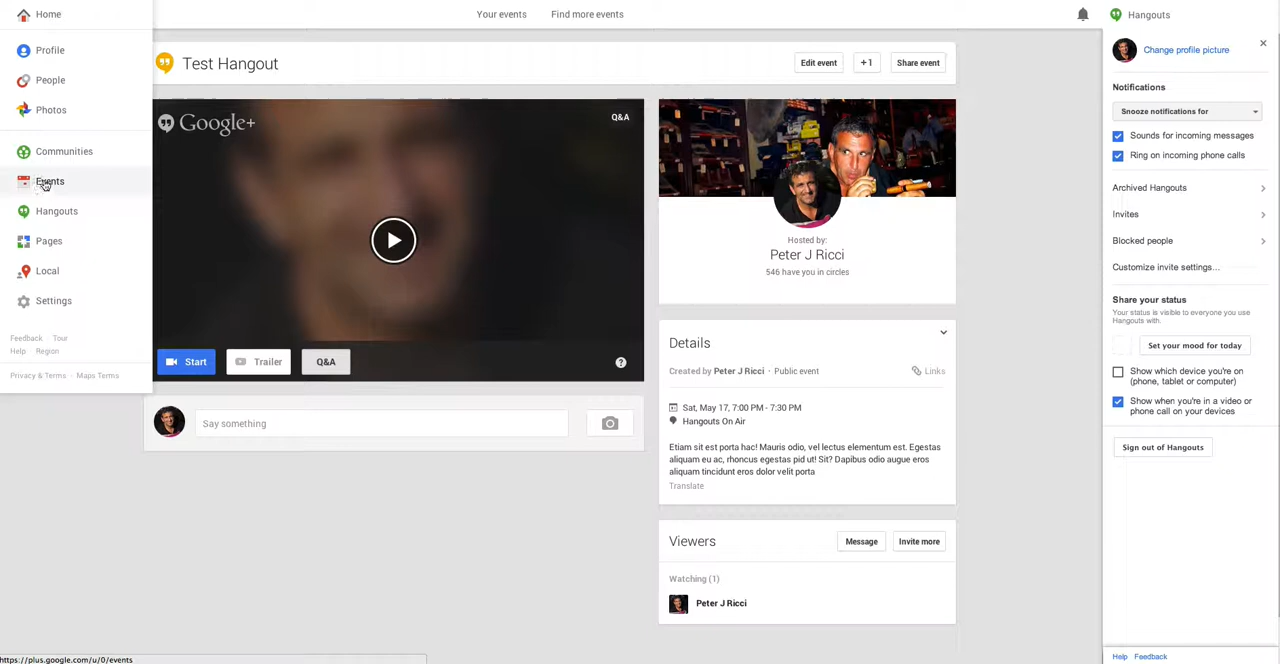 Home
Profile
People
Photos
Communities
Events
Hangouts
Pages
Local
Settings
Feedback Tour
Help Region
Privacy & Terms · Maps Terms
Your events Find more events
Test Hangout
Edit event +1 Share event
Google+
Q&A
Start Trailer Q&A ?
Say something
Hosted by:
Peter J Ricci
546 have you in circles
Details
Created by Peter J Ricci · Public event Links
Sat, May 17, 7:00 PM - 7:30 PM
Hangouts On Air
Etiam sit est porta hac! Mauris odio, vel lectus elementum est. Egestas
aliquam eu ac, rhoncus egestas pid ut! Sit? Dapibus odio augue eros
aliquam tincidunt eros dolor velit porta
Translate
Viewers Message Invite more
Watching (1)
Peter J Ricci
Hangouts
Change profile picture
Notifications
Snooze notifications for
Sounds for incoming messages
Ring on incoming phone calls
Archived Hangouts
Invites
Blocked people
Customize invite settings...
Share your status
Your status is visible to everyone you use
Hangouts with.
Set your mood for today
Show which device you're on
(phone, tablet or computer)
Show when you're in a video or
phone call on your devices
Sign out of Hangouts
Help Feedback
https://plus.google.com/u/0/events